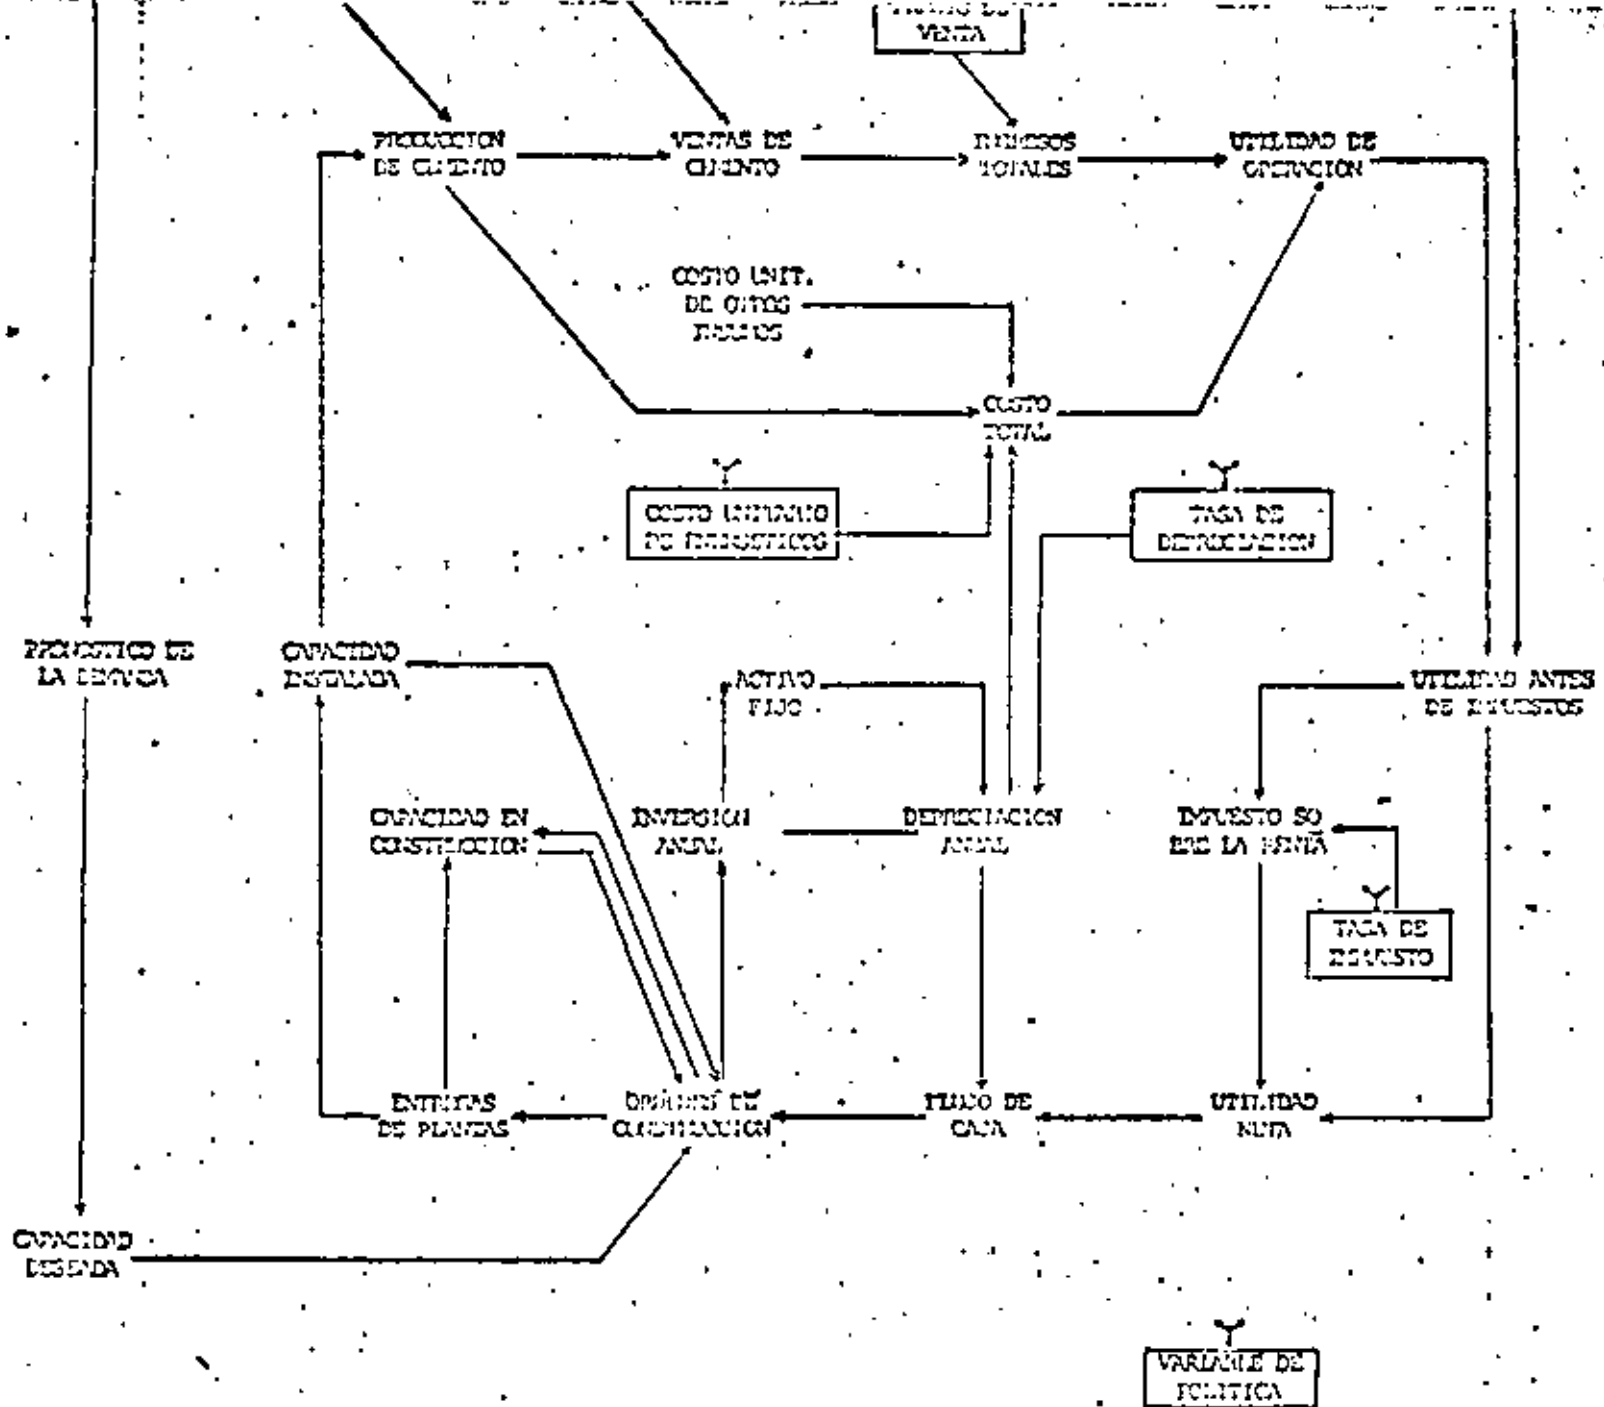 VENTA
PRODUCCION
DE CEMENTO
VENTAS DE
CEMENTO
INGRESOS
TOTALES
UTILIDAD DE
OPERACION
COSTO UNIT.
DE OTROS
COSTO
TOTAL
COSTO UNITARIO
DE ENERGETICOS
TASA DE
DEPRECIACION
PRONOSTICO DE
LA DEMANDA
CAPACIDAD
INSTALADA
ACTIVO
FIJO
UTILIDAD ANTES
DE IMPUESTOS
CAPACIDAD EN
CONSTRUCCION
INVERSION
ANUAL
DEPRECIACION
ANUAL
IMPUESTO SO
BRE LA RENTA
TASA DE
IMPUESTO
ENTREGAS
DE PLANTAS
ORDENES DE
CONSTRUCCION
FLUJO DE
CAJA
UTILIDAD
NETA
CAPACIDAD
DESEADA
VARIABLE DE
POLITICA